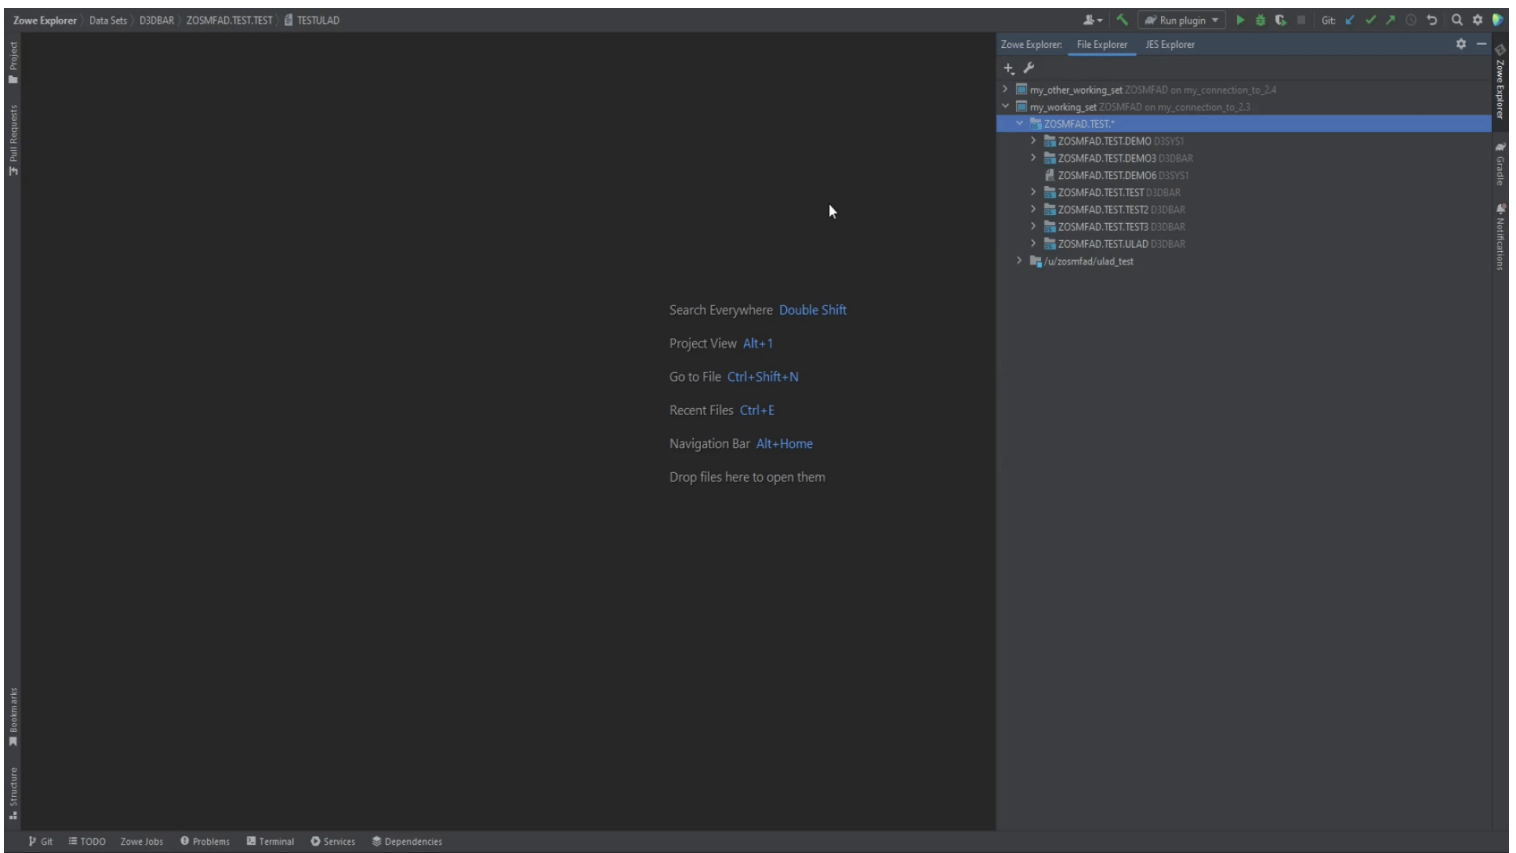 Zowe Explorer Data Sets D3DBAR ZOSMFAD.TEST.TEST TESTULAD
Run plugin
Git:
Project
Pull Requests
Bookmarks
Structure
Search Everywhere Double Shift
Project View Alt+1
Go to File Ctrl+Shift+N
Recent Files Ctrl+E
Navigation Bar Alt+Home
Drop files here to open them
Zowe Explorer: File Explorer JES Explorer
my_other_working_set ZOSMFAD on my_connection_to_2.4
my_working_set ZOSMFAD on my_connection_to_2.3
ZOSMFAD.TEST.*
ZOSMFAD.TEST.DEMO D3SYS1
ZOSMFAD.TEST.DEMO3 D3DBAR
ZOSMFAD.TEST.DEMO6 D3SYS1
ZOSMFAD.TEST.TEST D3DBAR
ZOSMFAD.TEST.TEST2 D3DBAR
ZOSMFAD.TEST.TEST3 D3DBAR
ZOSMFAD.TEST.ULAD D3DBAR
/u/zosmfad/ulad_test
Zowe Explorer
Gradle
Notifications
Git TODO Zowe Jobs Problems Terminal Services Dependencies